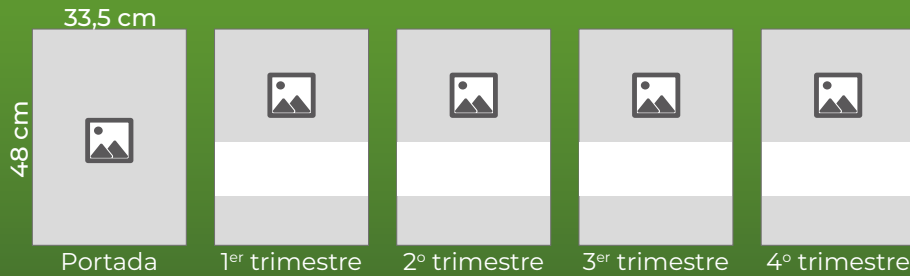 33,5 cm
48 cm
Portada
1er trimestre
2o trimestre
3er trimestre
4o trimestre